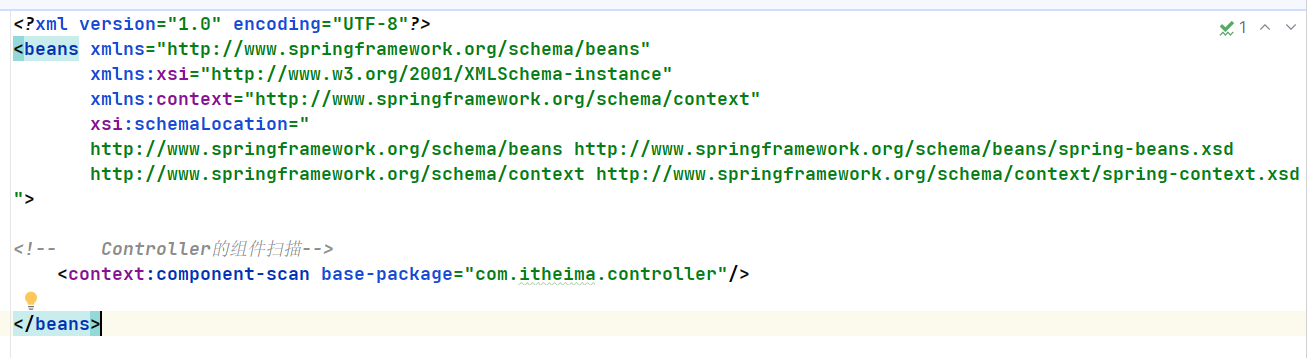 <?xml version="1.0" encoding="UTF-8"?>
1
<beans xmlns="http://www.springframework.org/schema/beans"
xmlns:xsi="http://www.w3.org/2001/XMLSchema-instance"
xmlns:context="http://www.springframework.org/schema/context"
xsi:schemaLocation="
http://www.springframework.org/schema/beans http://www.springframework.org/schema/beans/spring-beans.xsd
http://www.springframework.org/schema/context http://www.springframework.org/schema/context/spring-context.xsd
">
<!--    Controller的组件扫描-->
<context:component-scan base-package="com.itheima.controller"/>
</beans>